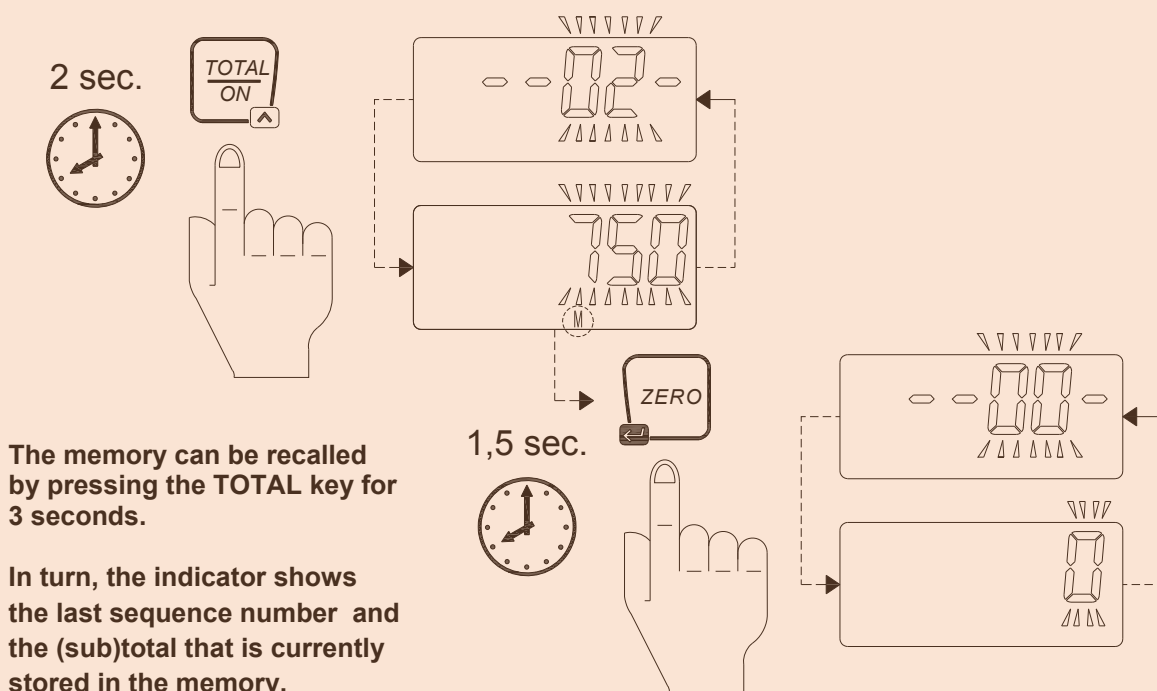 2 sec.
TOTAL
ON
- - 02 -
750
M
ZERO
1,5 sec.
- - 00 -
0
The memory can be recalled
by pressing the TOTAL key for
3 seconds.
In turn, the indicator shows
the last sequence number and
the (sub)total that is currently
stored in the memory.